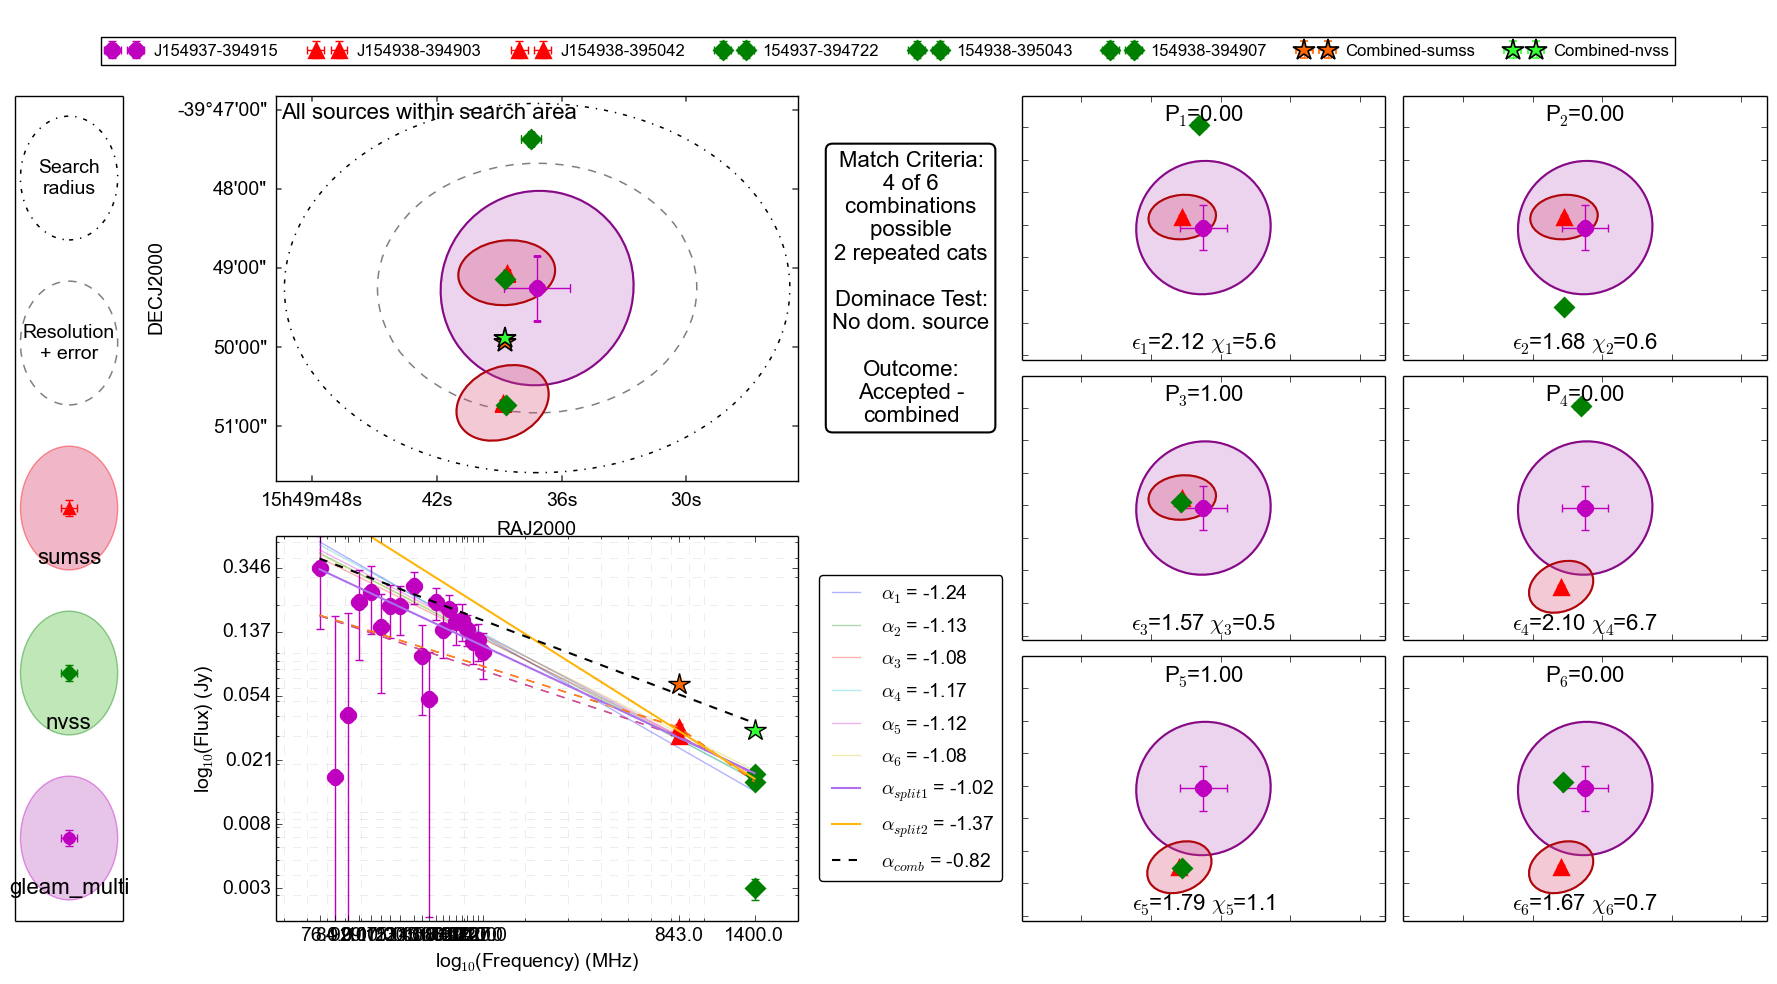 J154937-394915 J154938-394903 J154938-395042 154937-394722 154938-395043 154938-394907 Combined-sumss Combined-nvss
Search
radius
Resolution
+ error
sumss
nvss
gleam_multi
All sources within search area
-39°47'00"
48'00"
49'00"
50'00"
51'00"
DECJ2000
15h49m48s 42s 36s 30s
RAJ2000
Match Criteria:
4 of 6
combinations
possible
2 repeated cats
Dominace Test:
No dom. source
Outcome:
Accepted -
combined
0.346
0.137
0.054
0.021
0.008
0.003
log10(Flux) (Jy)
843.0 1400.0
log10(Frequency) (MHz)
α1 = -1.24
α2 = -1.13
α3 = -1.08
α4 = -1.17
α5 = -1.12
α6 = -1.08
αsplit1 = -1.02
αsplit2 = -1.37
αcomb = -0.82
P1=0.00
ϵ1=2.12 χ1=5.6
P2=0.00
ϵ2=1.68 χ2=0.6
P3=1.00
ϵ3=1.57 χ3=0.5
P4=0.00
ϵ4=2.10 χ4=6.7
P5=1.00
ϵ5=1.79 χ5=1.1
P6=0.00
ϵ6=1.67 χ6=0.7